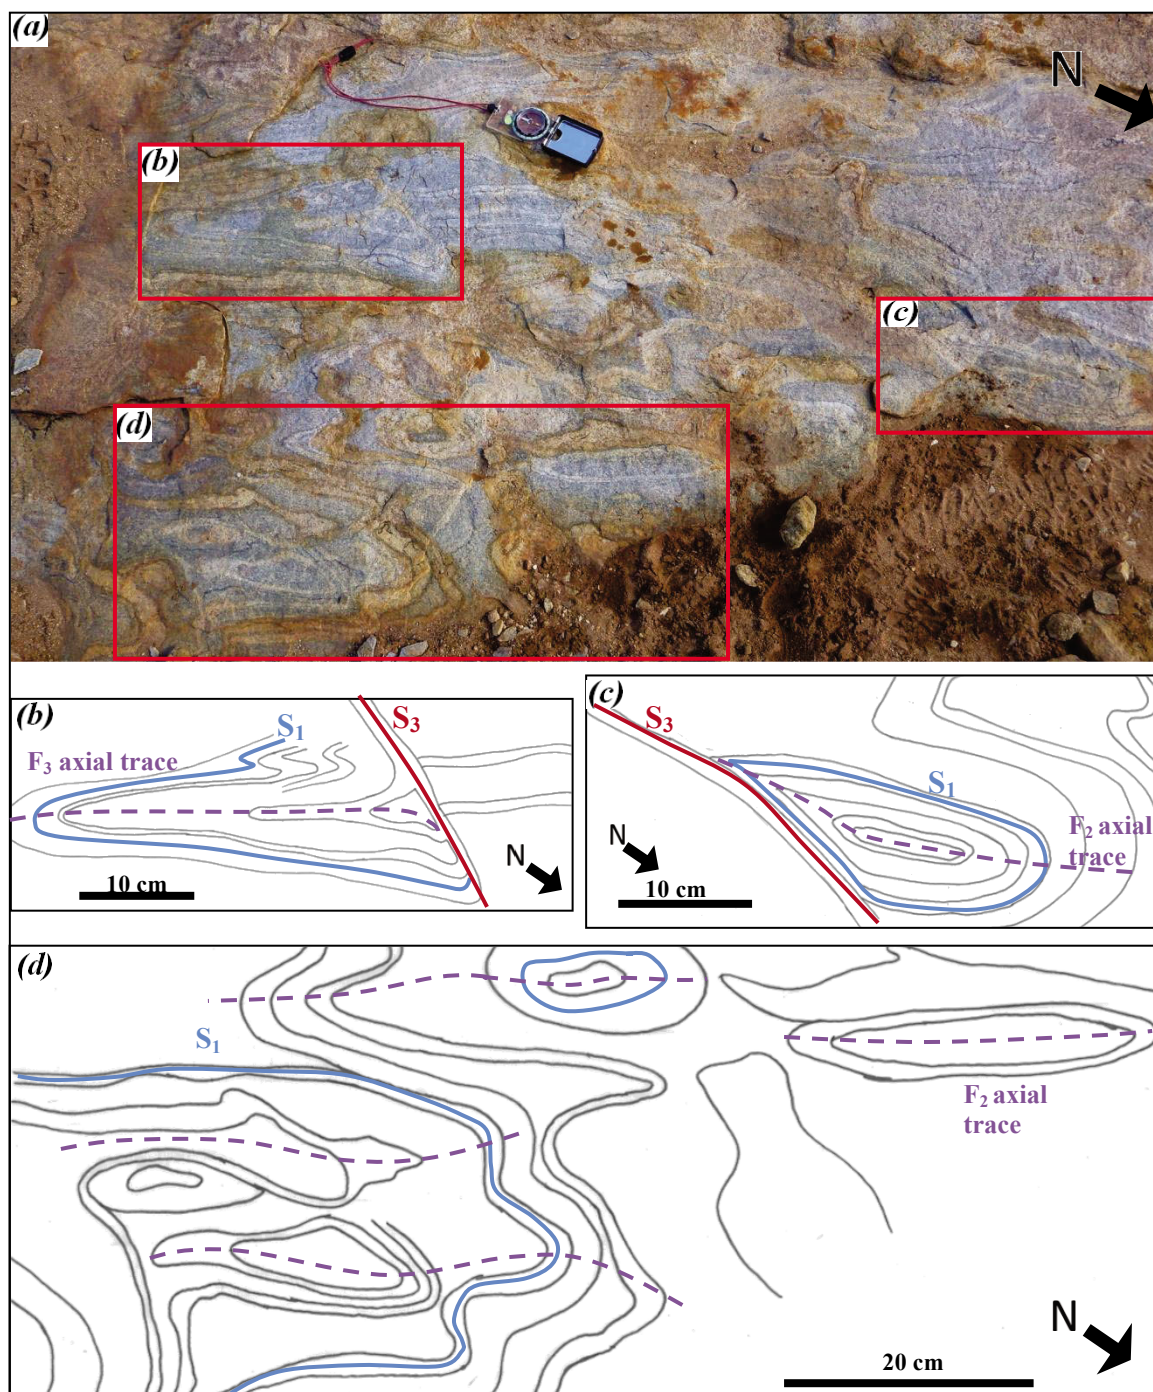 (a)
N
(b)
(c)
(d)
(b)
S1
S3
F3 axial trace
N
10 cm
(c)
S3
S1
F2 axial
trace
N
10 cm
(d)
S1
F2 axial
trace
N
20 cm